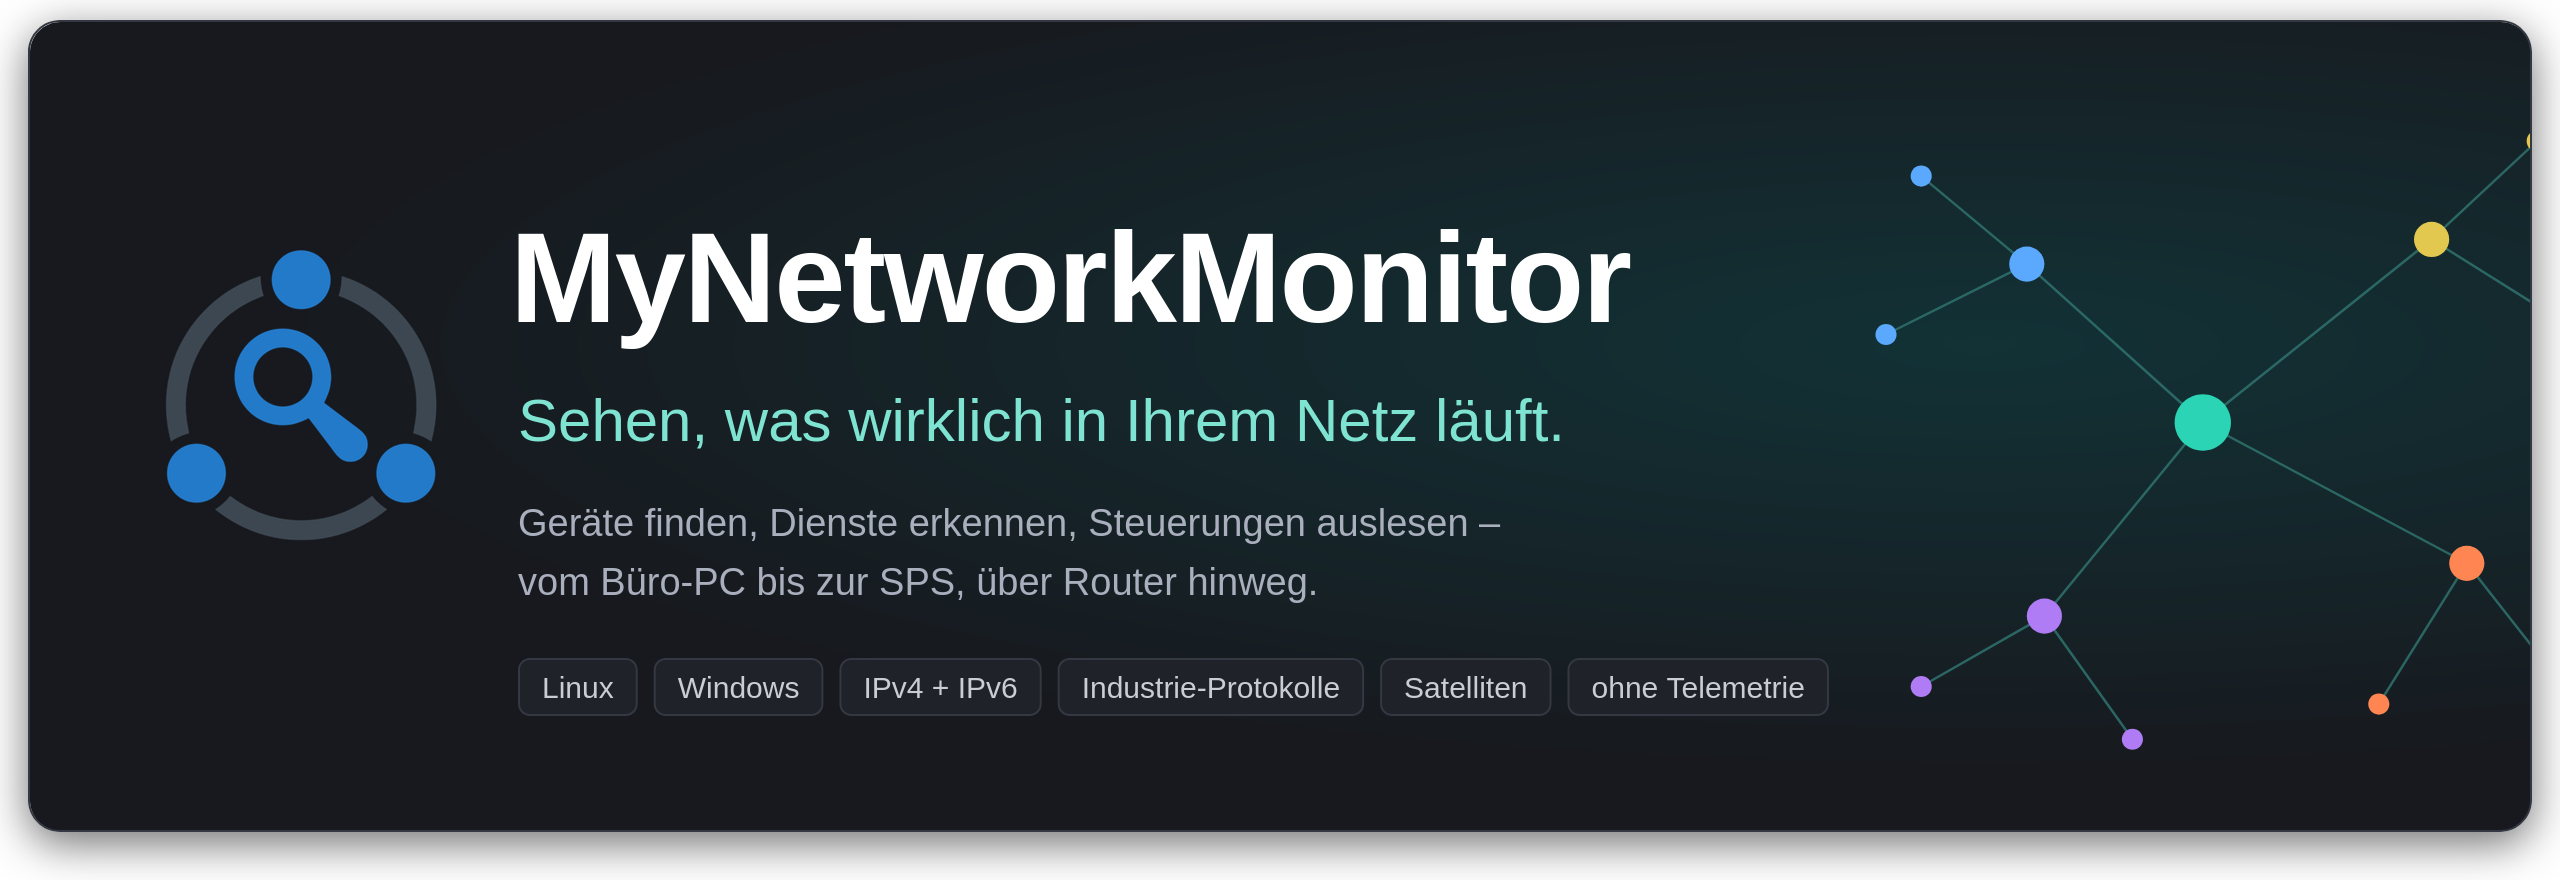 MyNetworkMonitor
Sehen, was wirklich in Ihrem Netz läuft.
Geräte finden, Dienste erkennen, Steuerungen auslesen –
vom Büro-PC bis zur SPS, über Router hinweg.
Linux Windows IPv4 + IPv6 Industrie-Protokolle Satelliten ohne Telemetrie